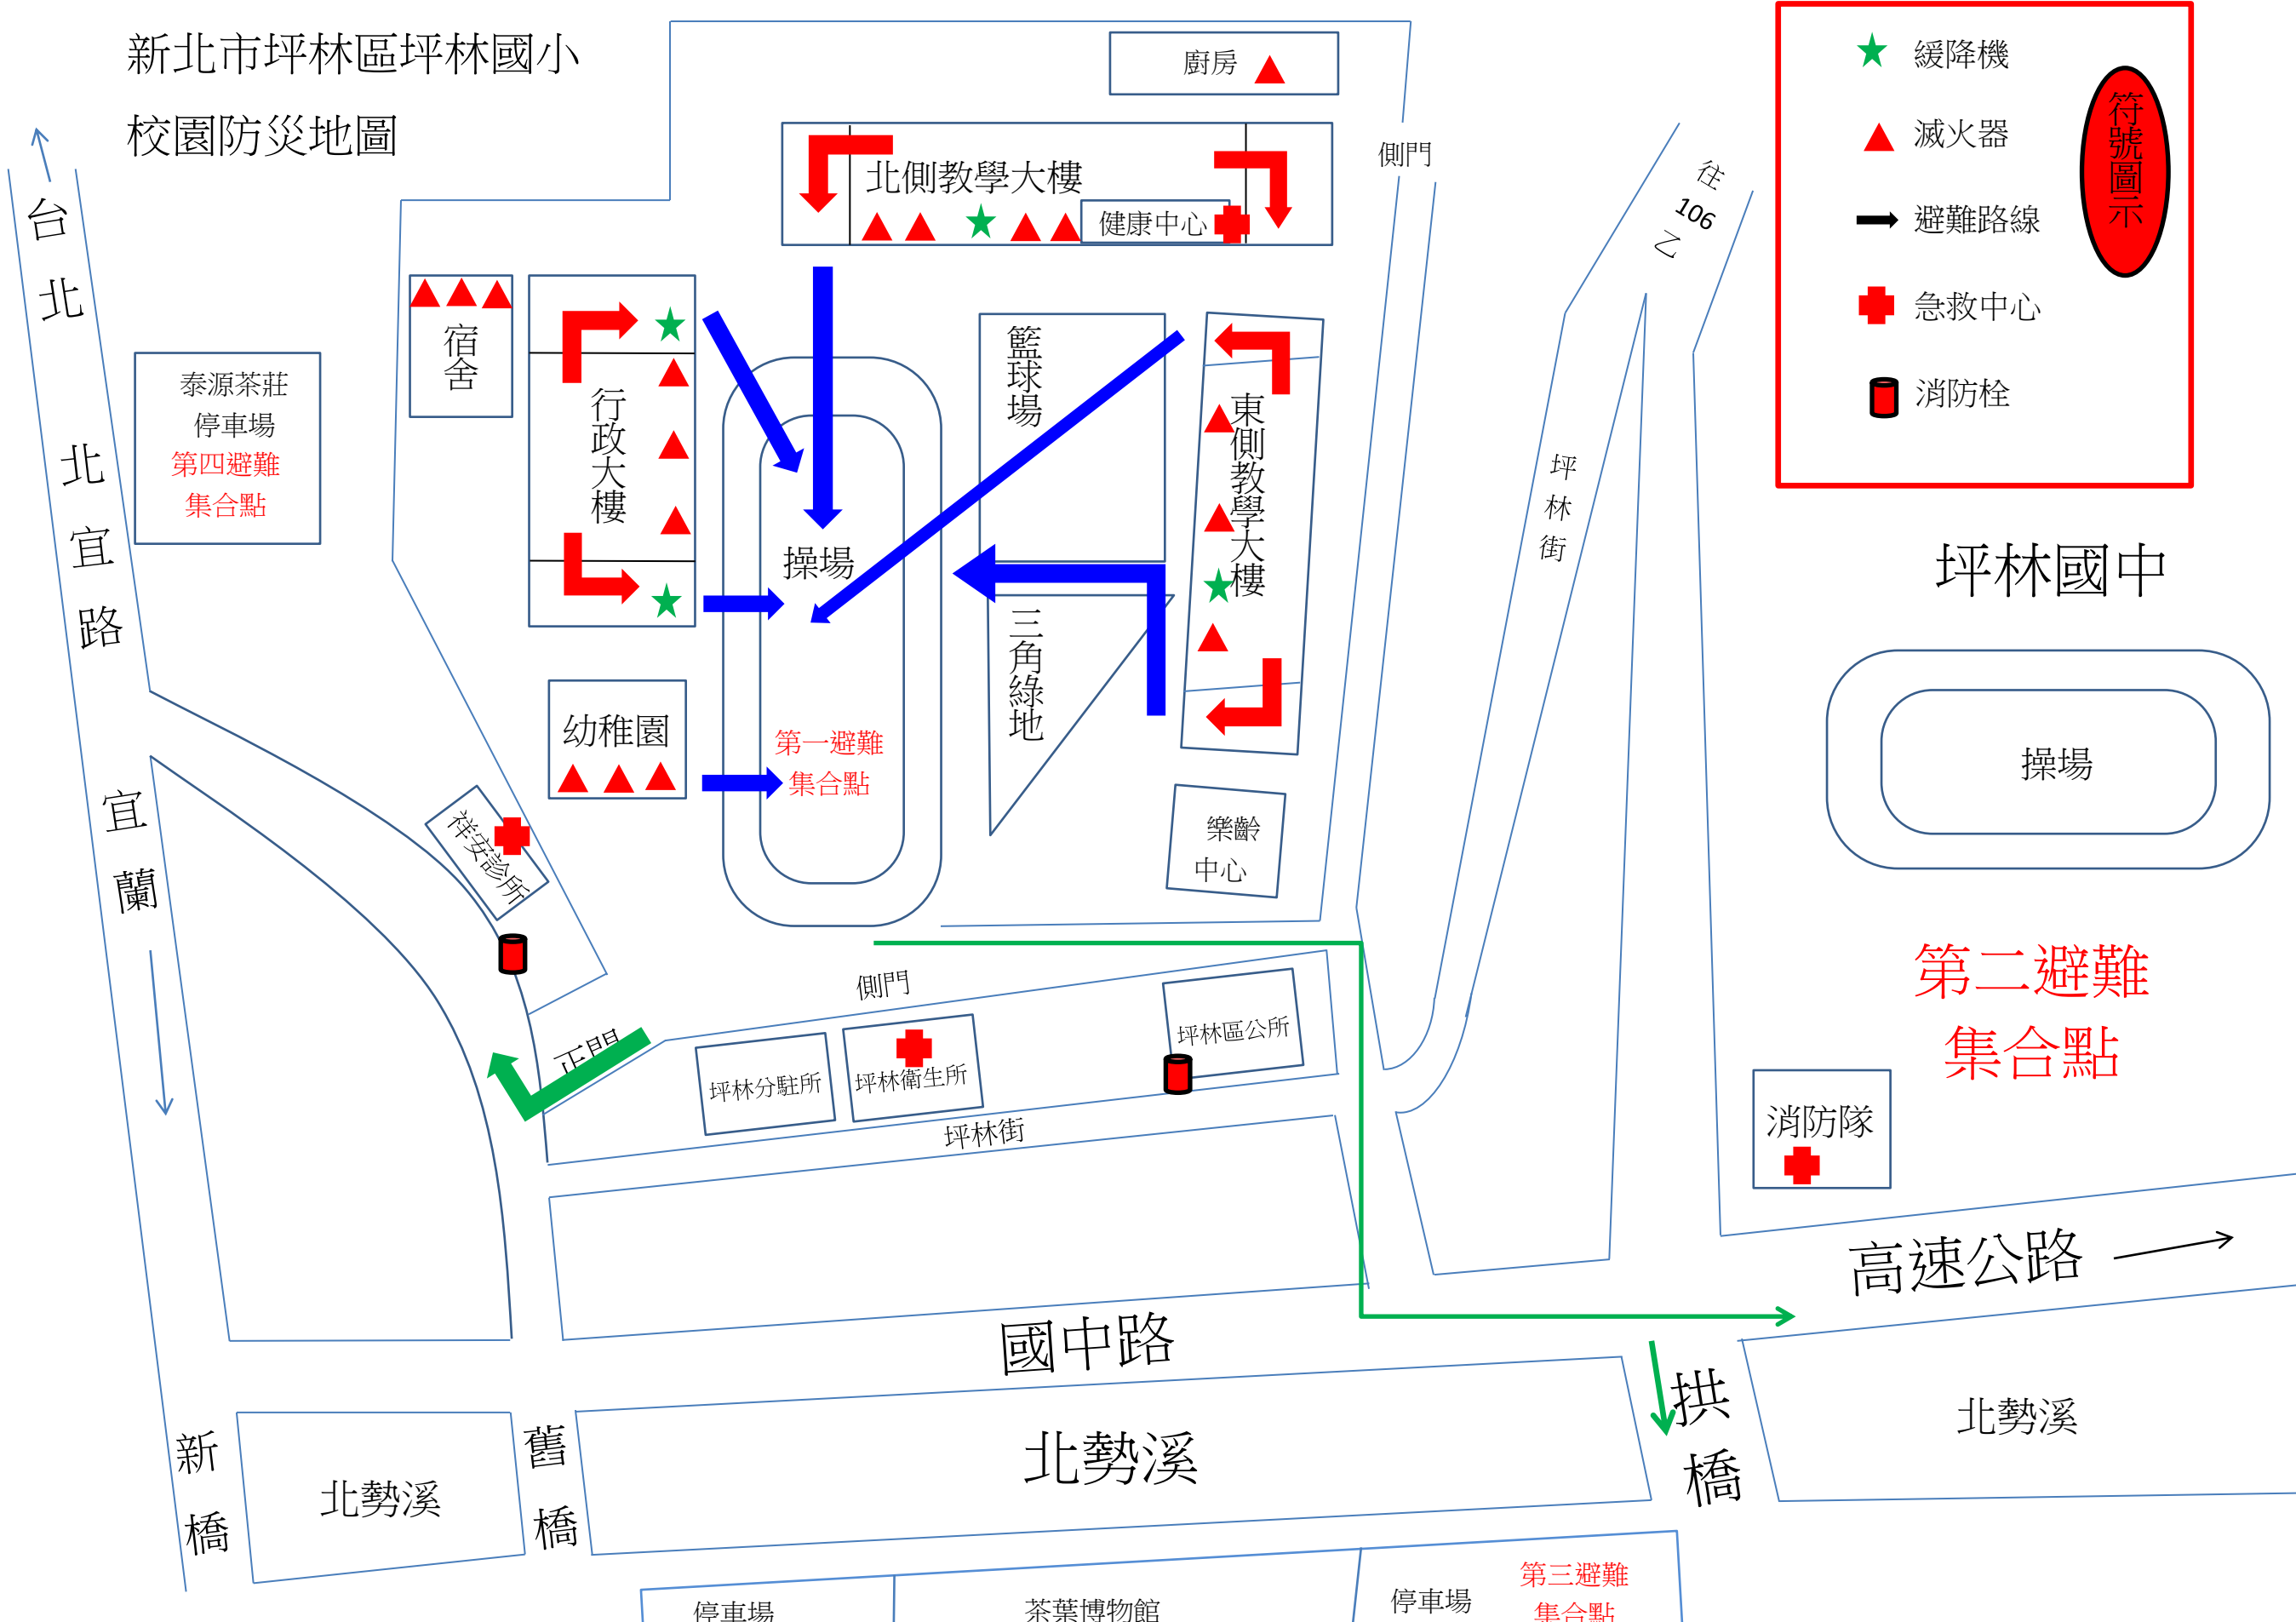 新北市坪林區坪林國小
校園防災地圖
廚房
北側教學大樓
健康中心
側門
往
106
乙
緩降機
滅火器
避難路線
急救中心
消防栓
符號圖示
台北
北宜路
宜蘭
泰源茶莊
停車場
第四避難
集合點
宿舍
行政大樓
籃球場
東側教學大樓
操場
三角綠地
幼稚園
第一避難
集合點
樂齡
中心
坪林街
坪林國中
操場
第二避難
集合點
祥安診所
側門
正門
坪林分駐所
坪林衛生所
坪林區公所
坪林街
消防隊
高速公路
國中路
拱橋
新橋
舊橋
北勢溪
北勢溪
北勢溪
停車場
茶葉博物館
停車場
第三避難
集合點